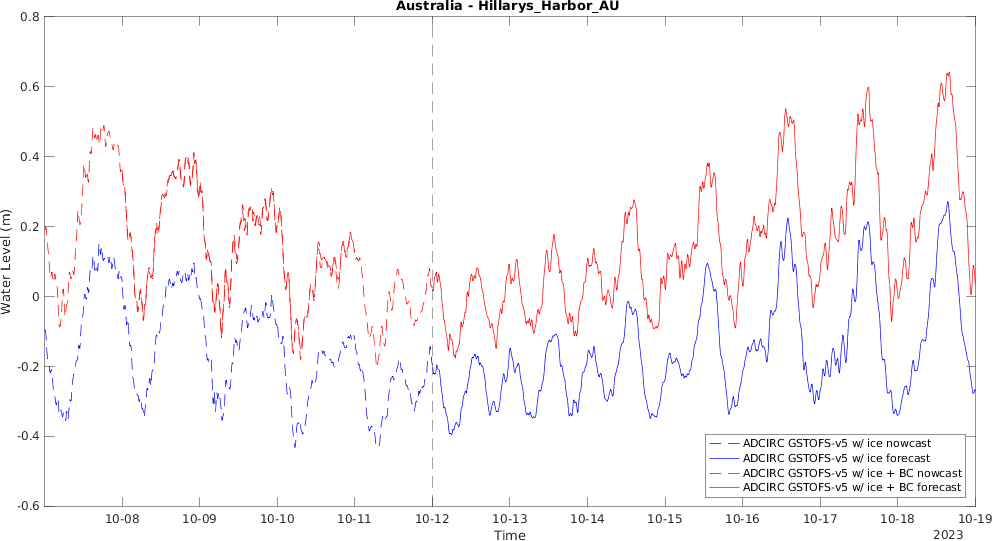 Australia - Hillarys_Harbor_AU
0.8
0.6
0.4
0.2
0
-0.2
-0.4
-0.6
Water Level (m)
ADCIRC GSTOFS-v5 w/ ice nowcast
ADCIRC GSTOFS-v5 w/ ice forecast
ADCIRC GSTOFS-v5 w/ ice + BC nowcast
ADCIRC GSTOFS-v5 w/ ice + BC forecast
10-08 10-09 10-10 10-11 10-12 10-13 10-14 10-15 10-16 10-17 10-18 10-19
Time
2023